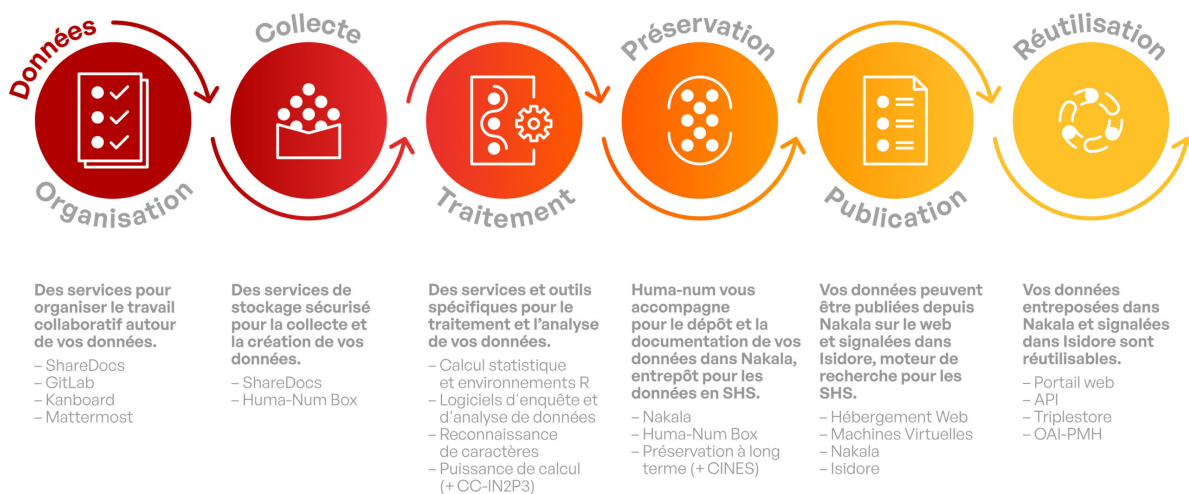 Données
Organisation
Collecte
Traitement
Préservation
Publication
Réutilisation
Des services pour
organiser le travail
collaboratif autour
de vos données.
– ShareDocs
– GitLab
– Kanboard
– Mattermost
Des services de
stockage sécurisé
pour la collecte et
la création de vos
données.
– ShareDocs
– Huma-Num Box
Des services et outils
spécifiques pour le
traitement et l'analyse
de vos données.
– Calcul statistique
et environnements R
– Logiciels d'enquête et
d'analyse de données
– Reconnaissance
de caractères
– Puissance de calcul
(+ CC-IN2P3)
Huma-num vous
accompagne
pour le dépôt et la
documentation de vos
données dans Nakala,
entrepôt pour les
données en SHS.
– Nakala
– Huma-Num Box
– Préservation à long
terme (+ CINES)
Vos données peuvent
être publiées depuis
Nakala sur le web
et signalées dans
Isidore, moteur de
recherche pour les
SHS.
– Hébergement Web
– Machines Virtuelles
– Nakala
– Isidore
Vos données
entreposées dans
Nakala et signalées
dans Isidore sont
réutilisables.
– Portail web
– API
– Triplestore
– OAI-PMH